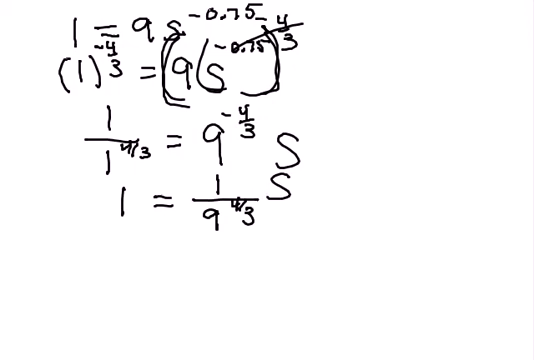 1 = 9 s^-0.75
(1)^-4/3 = (9(s^-0.75))^-4/3
1/1^4/3 = 9^-4/3 S
1 = 1/9^4/3 S